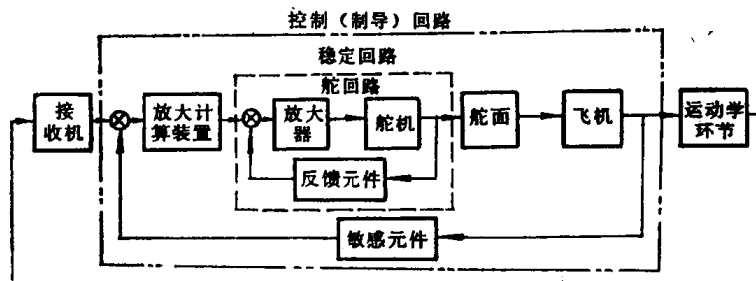 控制（制导）回路
稳定回路
舵回路
接
收机
放大计
算装置
放大
器
舵机
舵面
飞机
运动学
环节
反馈元件
敏感元件